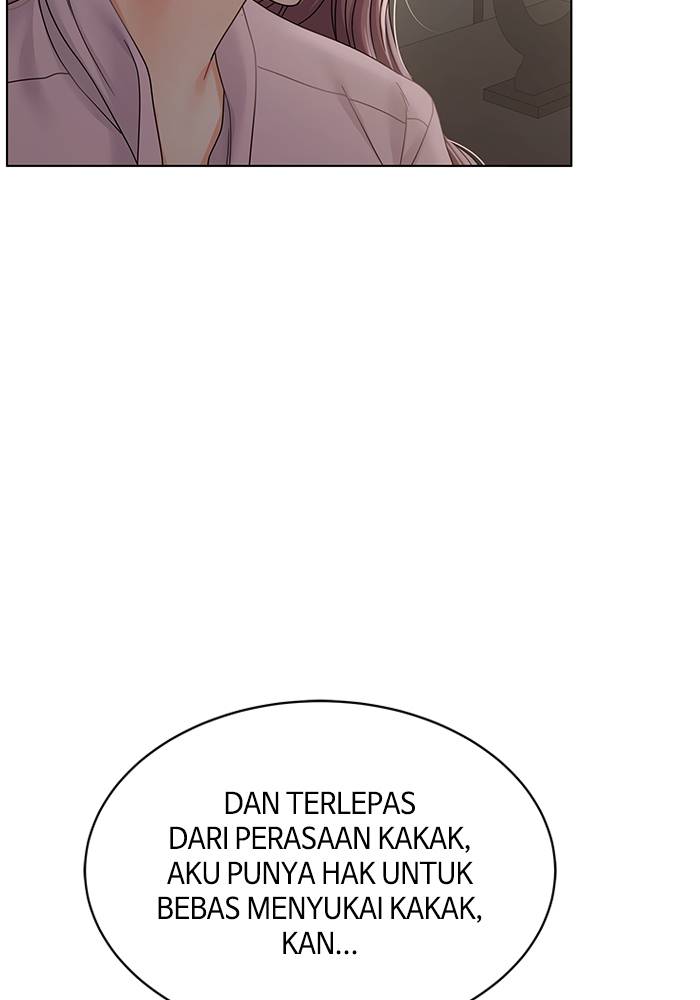 DAN TERLEPAS
DARI PERASAAN KAKAK,
AKU PUNYA HAK UNTUK
BEBAS MENYUKAI KAKAK,
KAN...